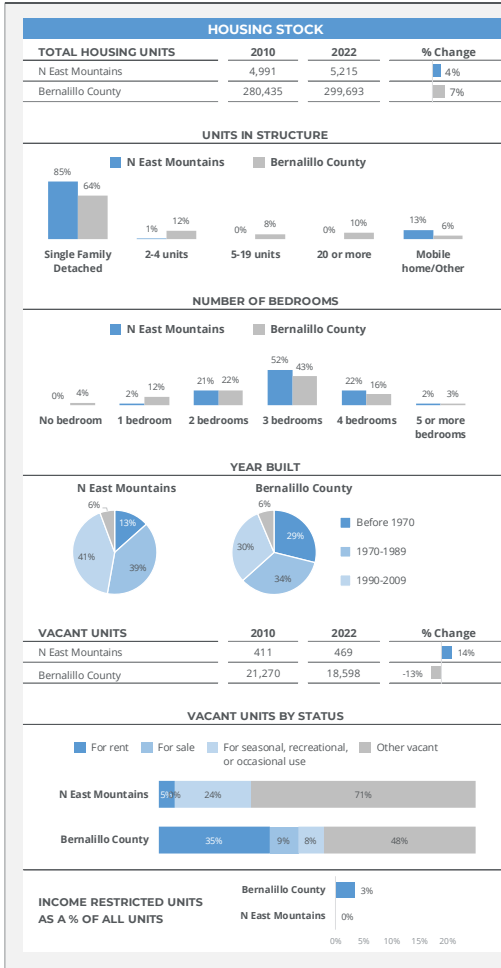 HOUSING STOCK
TOTAL HOUSING UNITS 2010 2022 % Change
N East Mountains 4,991 5,215 4%
Bernalillo County 280,435 299,693 7%
UNITS IN STRUCTURE
N East Mountains Bernalillo County
85% 64% 1% 12% 0% 8% 0% 10% 13% 6%
Single Family Detached 2-4 units 5-19 units 20 or more Mobile home/Other
NUMBER OF BEDROOMS
N East Mountains Bernalillo County
0% 4% 2% 12% 21% 22% 52% 43% 22% 16% 2% 3%
No bedroom 1 bedroom 2 bedrooms 3 bedrooms 4 bedrooms 5 or more bedrooms
YEAR BUILT
N East Mountains Bernalillo County
6% 13% 41% 39%
6% 29% 30% 34%
Before 1970
1970-1989
1990-2009
VACANT UNITS 2010 2022 % Change
N East Mountains 411 469 14%
Bernalillo County 21,270 18,598 -13%
VACANT UNITS BY STATUS
For rent For sale For seasonal, recreational, or occasional use Other vacant
N East Mountains 5% 24% 71%
Bernalillo County 35% 9% 8% 48%
INCOME RESTRICTED UNITS
AS A % OF ALL UNITS
Bernalillo County 3%
N East Mountains 0%
0% 5% 10% 15% 20%